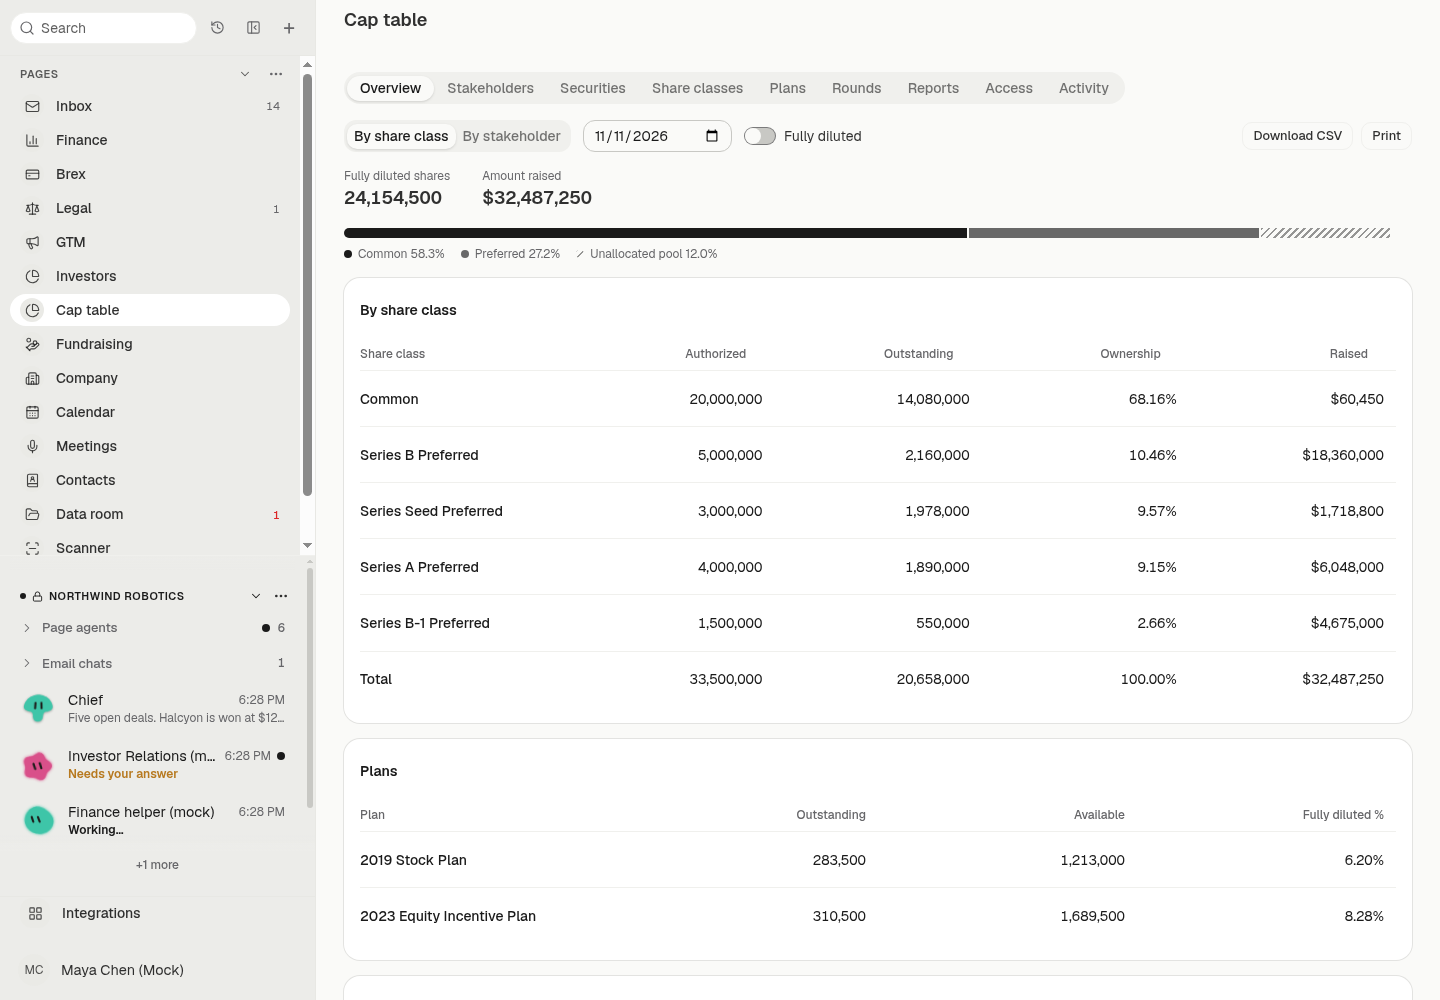 Search
PAGES
Inbox 14
Finance
Brex
Legal 1
GTM
Investors
Cap table
Fundraising
Company
Calendar
Meetings
Contacts
Data room 1
Scanner
NORTHWIND ROBOTICS
Page agents 6
Email chats 1
Chief 6:28 PM
Five open deals. Halcyon is won at $12...
Investor Relations (m... 6:28 PM
Needs your answer
Finance helper (mock) 6:28 PM
Working...
+1 more
Integrations
MC Maya Chen (Mock)
Cap table
Overview Stakeholders Securities Share classes Plans Rounds Reports Access Activity
By share class By stakeholder 11/11/2026 Fully diluted Download CSV Print
Fully diluted shares Amount raised
24,154,500 $32,487,250
Common 58.3% Preferred 27.2% Unallocated pool 12.0%
By share class
Share class Authorized Outstanding Ownership Raised
Common 20,000,000 14,080,000 68.16% $60,450
Series B Preferred 5,000,000 2,160,000 10.46% $18,360,000
Series Seed Preferred 3,000,000 1,978,000 9.57% $1,718,800
Series A Preferred 4,000,000 1,890,000 9.15% $6,048,000
Series B-1 Preferred 1,500,000 550,000 2.66% $4,675,000
Total 33,500,000 20,658,000 100.00% $32,487,250
Plans
Plan Outstanding Available Fully diluted %
2019 Stock Plan 283,500 1,213,000 6.20%
2023 Equity Incentive Plan 310,500 1,689,500 8.28%